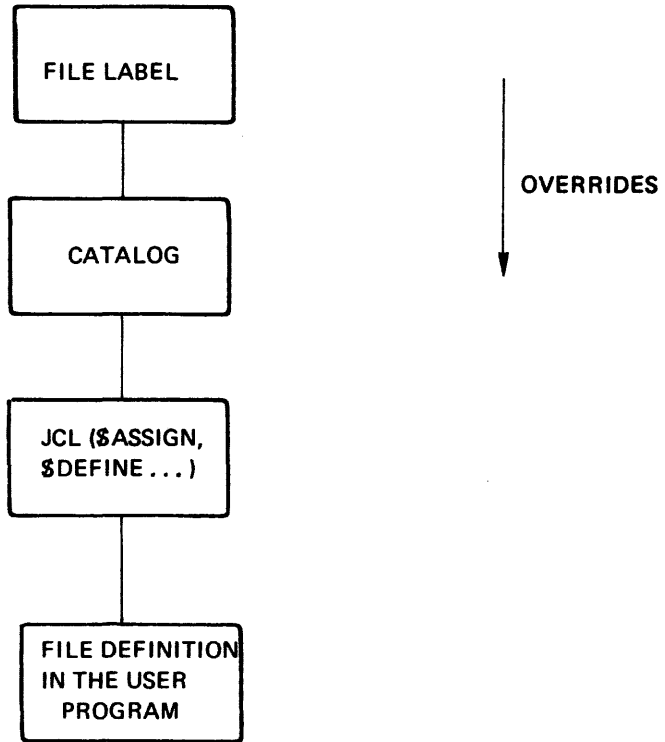 FILE LABEL
OVERRIDES
CATALOG
JCL ($ASSIGN,
$DEFINE . . . )
FILE DEFINITION
IN THE USER
PROGRAM